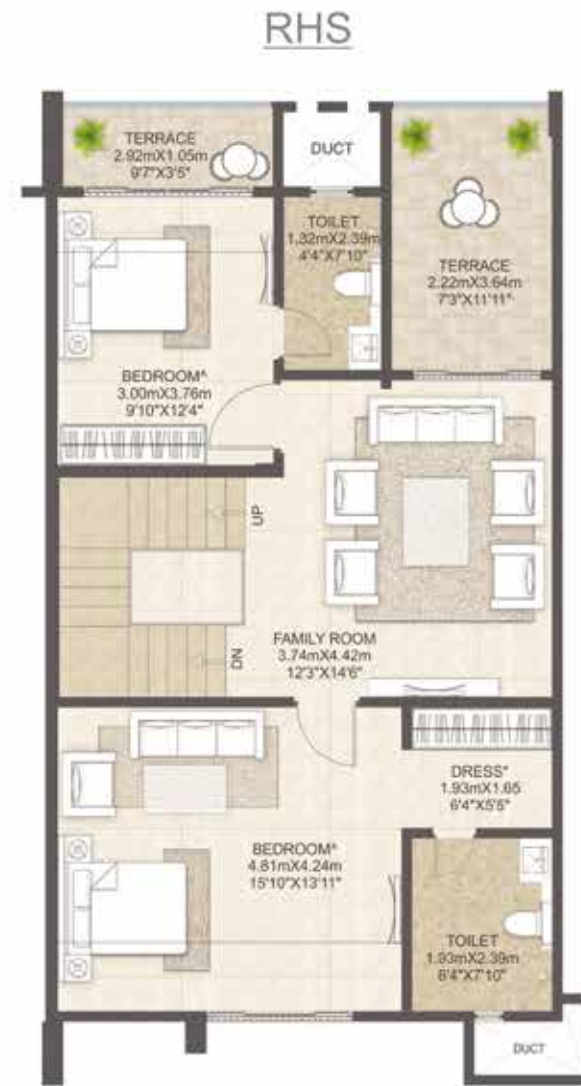 RHS
TERRACE
2.92mX1.05m
9'7"X3'5"
DUCT
TOILET
1.32mX2.39m
4'4"X7'10"
TERRACE
2.22mX3.64m
7'3"X11'11"
BEDROOM^
3.00mX3.76m
9'10"X12'4"
UP
DN
FAMILY ROOM
3.74mX4.42m
12'3"X14'6"
DRESS^
1.93mX1.65
6'4"X5'5"
BEDROOM^
4.81mX4.24m
15'10"X13'11"
TOILET
1.93mX2.39m
6'4"X7'10"
DUCT